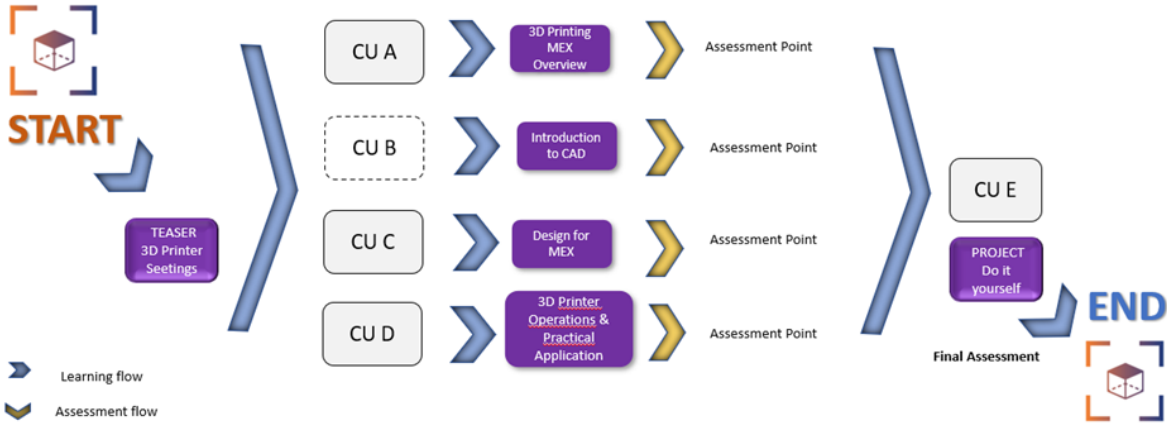 START
TEASER
3D Printer
Seetings
CU A
3D Printing
MEX
Overview
Assessment Point
CU B
Introduction
to CAD
Assessment Point
CU C
Design for
MEX
Assessment Point
CU D
3D Printer
Operations &
Practical
Application
Assessment Point
CU E
PROJECT
Do it
yourself
END
Final Assessment
Learning flow
Assessment flow